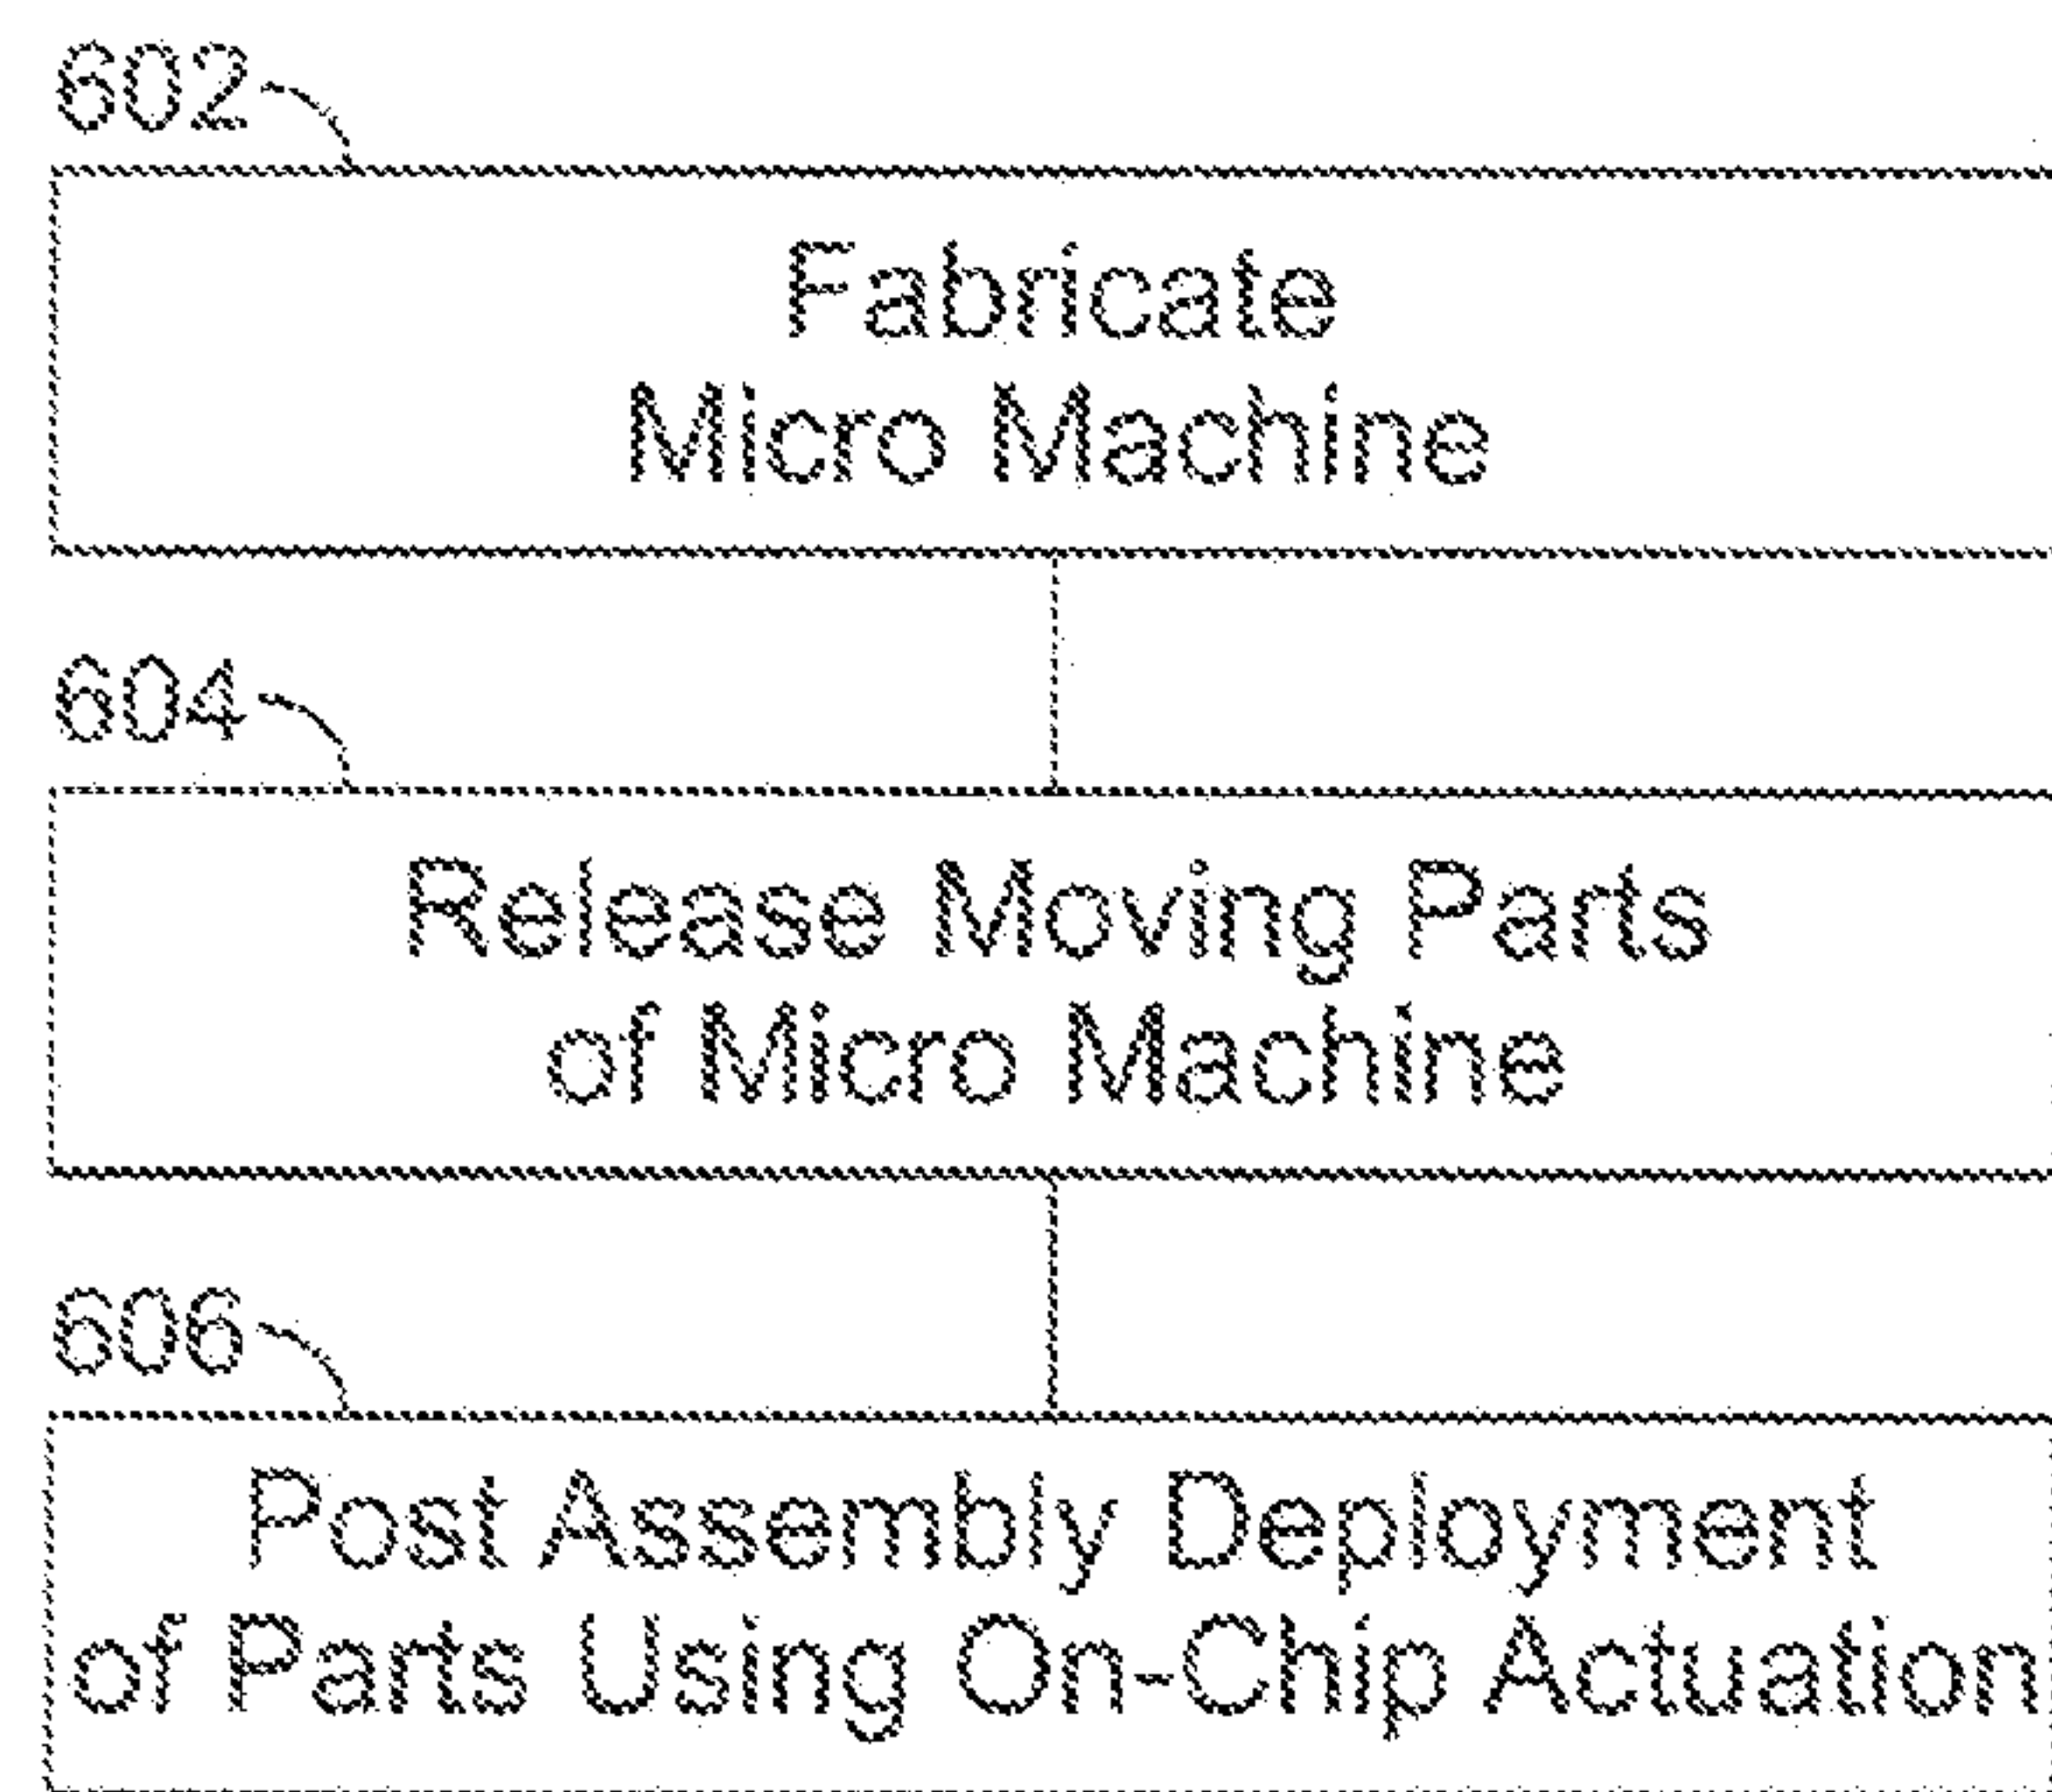 602
Fabricate
Micro Machine
604
Release Moving Parts
of Micro Machine
606
Post Assembly Deployment
of Parts Using On-Chip Actuation